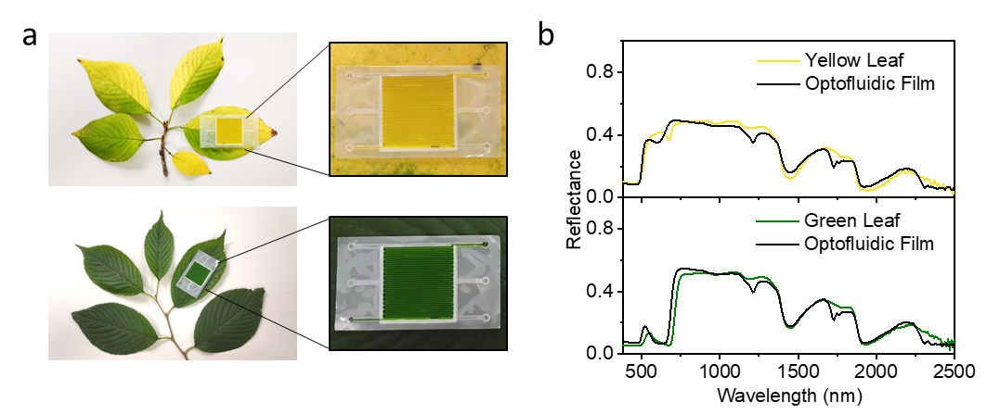 a
b
Yellow Leaf
Optofluidic Film
0.8
0.4
0.0
Green Leaf
Optofluidic Film
0.8
0.4
0.0
Reflectance
500 1000 1500 2000 2500
Wavelength (nm)